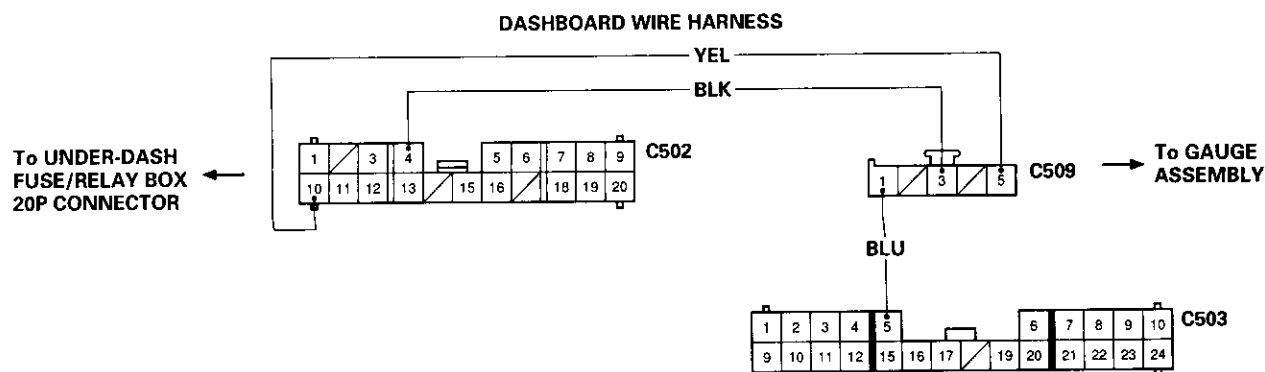 DASHBOARD WIRE HARNESS
YEL
BLK
To UNDER-DASH
FUSE/RELAY BOX
20P CONNECTOR
1 3 4 5 6 7 8 9 C502
10 11 12 13 15 16 18 19 20
1 3 5 C509
To GAUGE
ASSEMBLY
BLU
1 2 3 4 5 6 7 8 9 10 C503
9 10 11 12 15 16 17 19 20 21 22 23 24